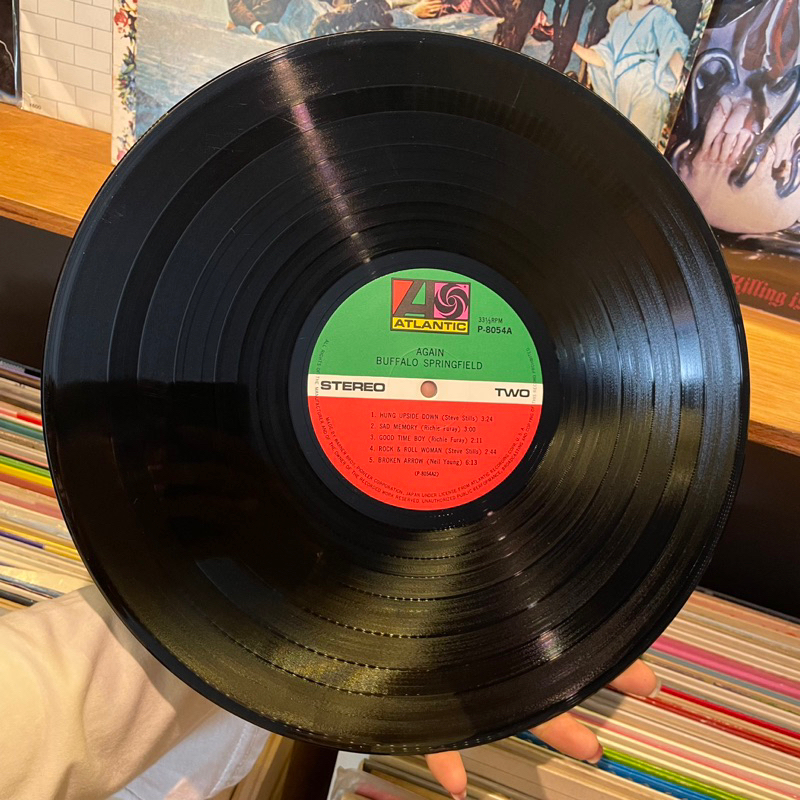 ATLANTIC
33⅓RPM
P-8054A
AGAIN
BUFFALO SPRINGFIELD
STEREO
TWO
1. HUNG UPSIDE DOWN (Steve Stills) 3:24
2. SAD MEMORY (Richie Furay) 3:00
3. GOOD TIME BOY (Richie Furay) 2:11
4. ROCK & ROLL WOMAN (Steve Stills) 2:44
5. BROKEN ARROW (Neil Young) 6:13
(P-8054A2)
Killing is